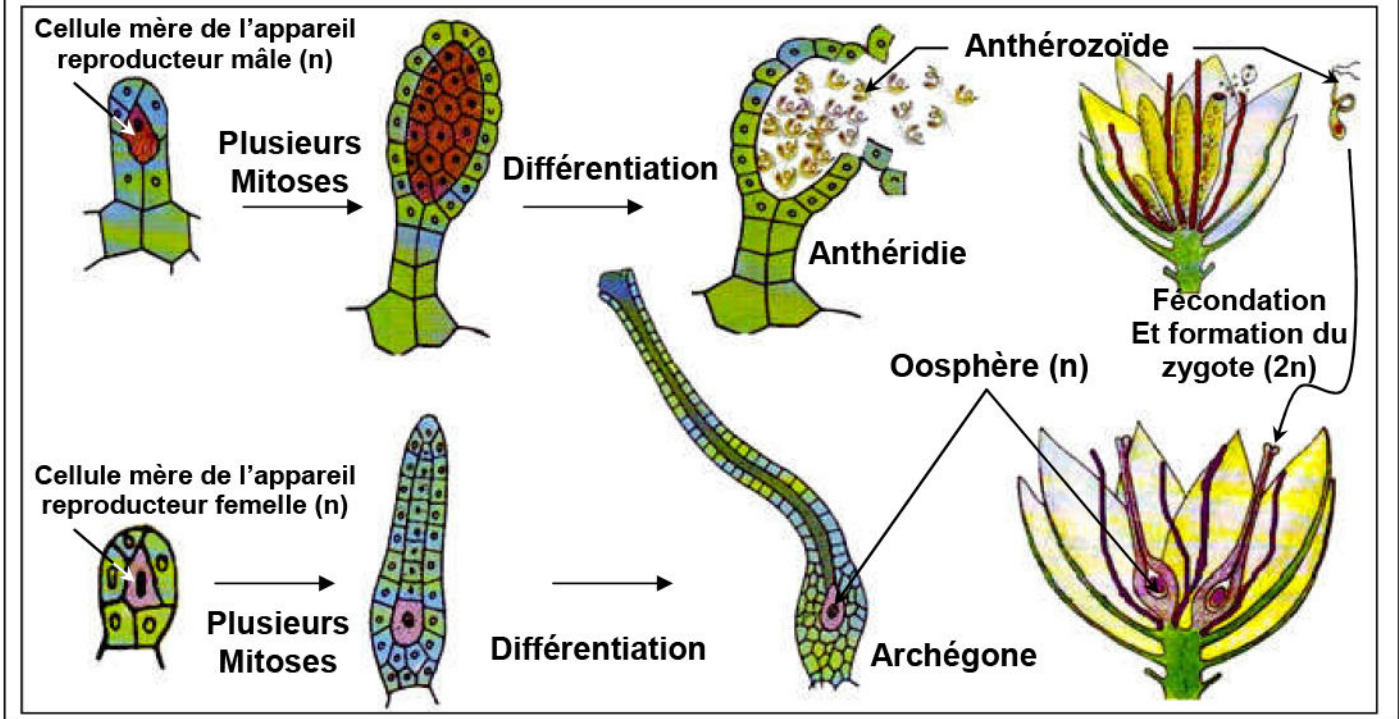 Cellule mère de l'appareil
reproducteur mâle (n)
Plusieurs
Mitoses
Différentiation
Anthérozoïde
Anthéridie
Fécondation
Et formation du
zygote (2n)
Oosphère (n)
Cellule mère de l'appareil
reproducteur femelle (n)
Plusieurs
Mitoses
Différentiation
Archégone